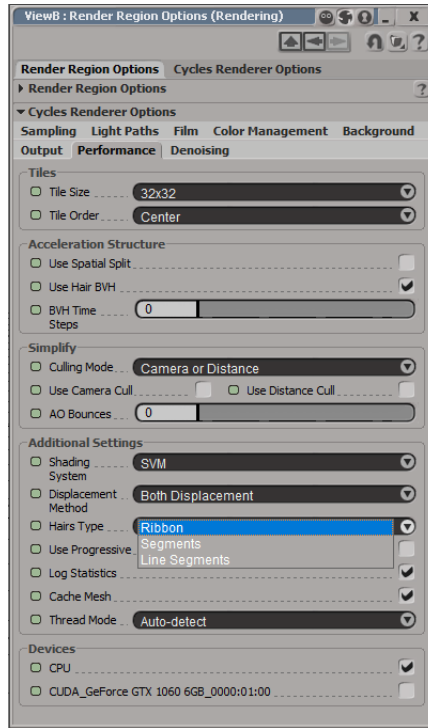 ViewB : Render Region Options (Rendering)
Render Region Options Cycles Renderer Options
Render Region Options
Cycles Renderer Options
Sampling Light Paths Film Color Management Background
Output Performance Denoising
Tiles
Tile Size 32x32
Tile Order Center
Acceleration Structure
Use Spatial Split
Use Hair BVH
BVH Time Steps 0
Simplify
Culling Mode Camera or Distance
Use Camera Cull Use Distance Cull
AO Bounces 0
Additional Settings
Shading System SVM
Displacement Method Both Displacement
Hairs Type Ribbon
Segments
Use Progressive
Line Segments
Log Statistics
Cache Mesh
Thread Mode Auto-detect
Devices
CPU
CUDA_GeForce GTX 1060 6GB_0000:01:00